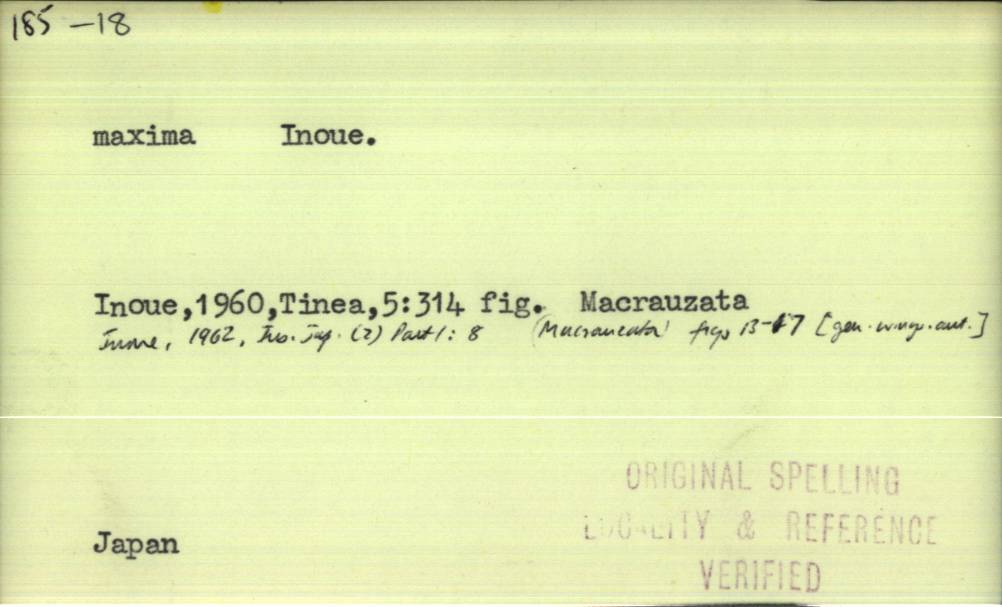 185-18
maxima Inoue.
Inoue,1960,Tinea,5:314 fig. Macrauzata
Inoue, 1962, Ins. Jap. (2) Part 1: 8 (Macrauzata) figs 13-17 [gen. wings. ant.]
ORIGINAL SPELLING
LOCALITY & REFERENCE
Japan
VERIFIED